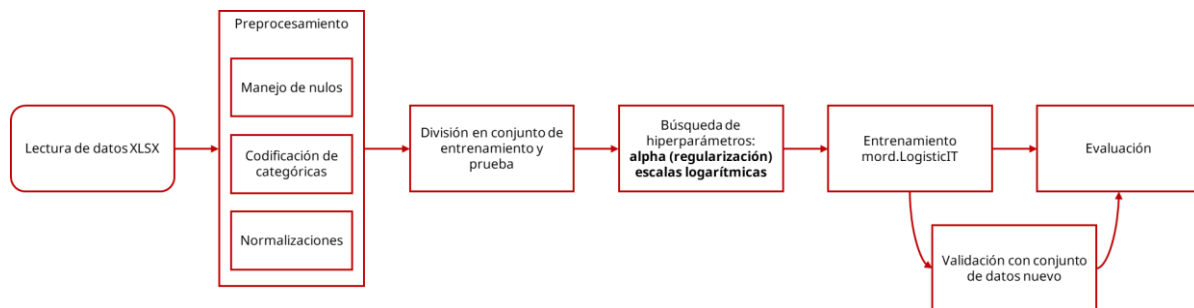 Lectura de datos XLSX
Preprocesamiento
Manejo de nulos
Codificación de
categóricas
Normalizaciones
División en conjunto de
entrenamiento y
prueba
Búsqueda de
hiperparámetros:
alpha (regularización)
escalas logarítmicas
Entrenamiento
mord.LogisticIT
Evaluación
Validación con conjunto
de datos nuevo